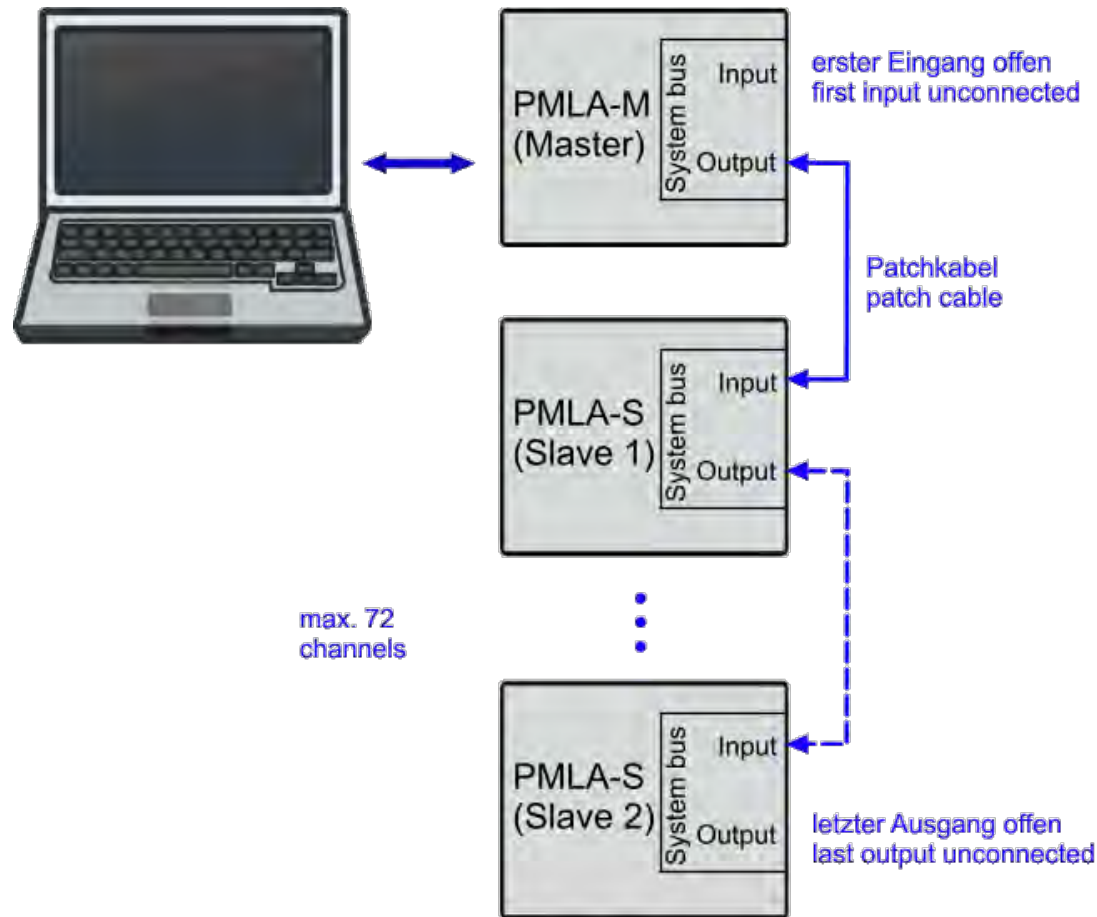 PMLA-M
(Master)
System bus
Input
Output
erster Eingang offen
first input unconnected
Patchkabel
patch cable
PMLA-S
(Slave 1)
System bus
Input
Output
max. 72
channels
PMLA-S
(Slave 2)
System bus
Input
Output
letzter Ausgang offen
last output unconnected